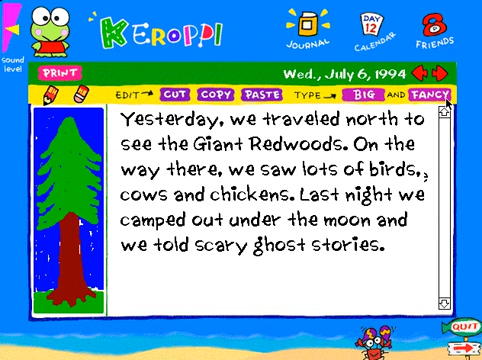 KEROPPI
JOURNAL
DAY
12
CALENDAR
FRIENDS
sound
level
PRINT
Wed., July 6, 1994
EDIT CUT COPY PASTE TYPE BIG AND FANCY
Yesterday, we traveled north to
see the Giant Redwoods. On the
way there, we saw lots of birds,,
cows and chickens. Last night we
camped out under the moon and
we told scary ghost stories.
QUIT